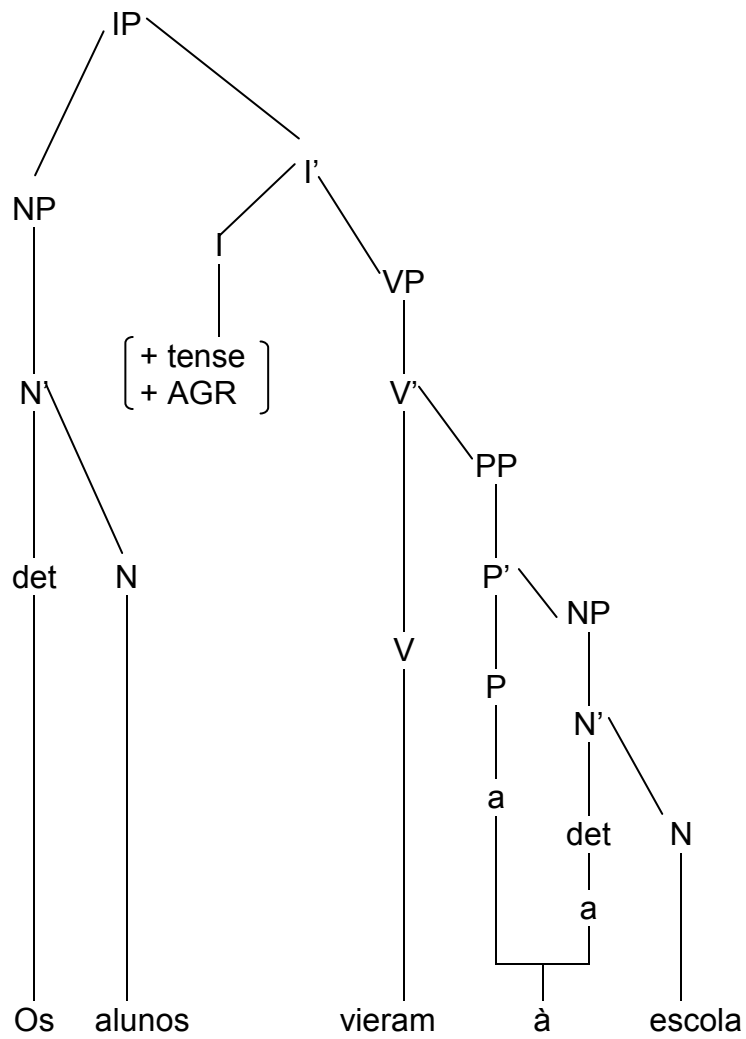 IP
I’
NP
I
VP
+ tense
+ AGR
N’
V’
PP
det N
P’
NP
V
P
N’
a
det N
a
Os alunos vieram à escola